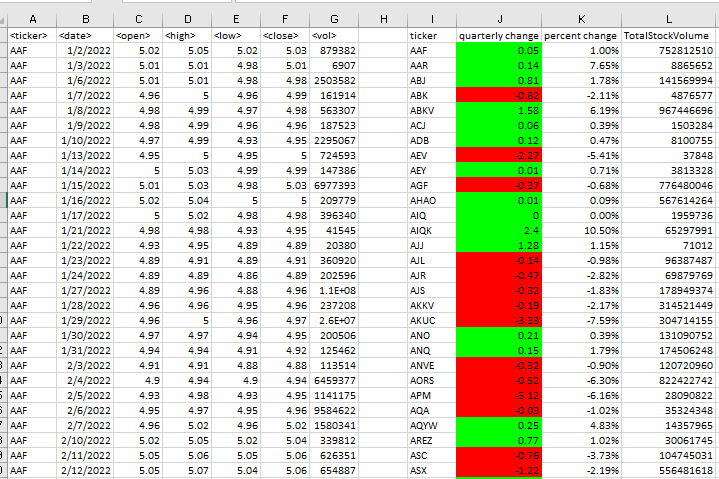 A B C D E F G H I J K L
<ticker> <date> <open> <high> <low> <close> <vol> ticker quarterly change percent change TotalStockVolume
AAF 1/2/2022 5.02 5.05 5.02 5.03 879382 AAF 0.05 1.00% 752812510
AAF 1/3/2022 5.01 5.01 4.98 5.01 6907 AAR 0.14 7.65% 8865652
AAF 1/6/2022 5.01 5.01 4.98 4.98 2503582 ABJ 0.81 1.78% 141569994
AAF 1/7/2022 4.96 5 4.96 4.99 161914 ABK -0.82 -2.11% 4876577
AAF 1/8/2022 4.98 4.99 4.97 4.98 563307 ABKV 1.58 6.19% 967446696
AAF 1/9/2022 4.98 4.99 4.96 4.96 187523 ACJ 0.06 0.39% 1503284
AAF 1/10/2022 4.97 4.99 4.93 4.95 2295067 ADB 0.12 0.47% 8100755
AAF 1/13/2022 4.95 5 4.95 5 724593 AEV -2.27 -5.41% 37848
AAF 1/14/2022 5 5.03 4.99 4.99 147386 AEY 0.01 0.71% 3813328
AAF 1/15/2022 5.01 5.03 4.98 5.03 6977393 AGF -0.37 -0.68% 776480046
AAF 1/16/2022 5.02 5.04 5 5 209779 AHAO 0.01 0.09% 567614264
AAF 1/17/2022 5 5.02 4.98 4.98 396340 AIQ 0 0.00% 1959736
AAF 1/21/2022 4.98 4.98 4.93 4.95 41545 AIQK 2.4 10.50% 65297991
AAF 1/22/2022 4.93 4.95 4.89 4.89 20380 AJJ 1.28 1.15% 71012
AAF 1/23/2022 4.89 4.91 4.89 4.91 360920 AJL -0.14 -0.98% 96387487
AAF 1/24/2022 4.89 4.89 4.86 4.89 202596 AJR -0.47 -2.82% 69879769
AAF 1/27/2022 4.89 4.96 4.88 4.96 1.1E+08 AJS -0.32 -1.83% 178949374
AAF 1/28/2022 4.96 4.96 4.95 4.96 237208 AKKV -0.19 -2.17% 314521449
AAF 1/29/2022 4.96 5 4.96 4.97 2.6E+07 AKUC -3.33 -7.59% 304714155
AAF 1/30/2022 4.97 4.97 4.94 4.95 200506 ANO 0.21 0.39% 131090752
AAF 1/31/2022 4.94 4.94 4.91 4.92 125462 ANQ 0.15 1.79% 174506248
AAF 2/3/2022 4.91 4.91 4.88 4.88 113514 ANVE -0.32 -0.90% 120720960
AAF 2/4/2022 4.9 4.94 4.9 4.94 6459377 AORS -0.52 -6.30% 822422742
AAF 2/5/2022 4.93 4.98 4.93 4.95 1141175 APM -5.12 -6.16% 28090822
AAF 2/6/2022 4.95 4.97 4.95 4.96 9584622 AQA -0.03 -1.02% 35324348
AAF 2/7/2022 4.96 5.02 4.96 5.02 1580341 AQYW 0.25 4.83% 14357965
AAF 2/10/2022 5.02 5.05 5.02 5.04 339812 AREZ 0.77 1.02% 30061745
AAF 2/11/2022 5.05 5.06 5.05 5.06 626351 ASC -0.76 -3.73% 104745031
AAF 2/12/2022 5.05 5.07 5.04 5.06 654887 ASX -1.22 -2.19% 556481618